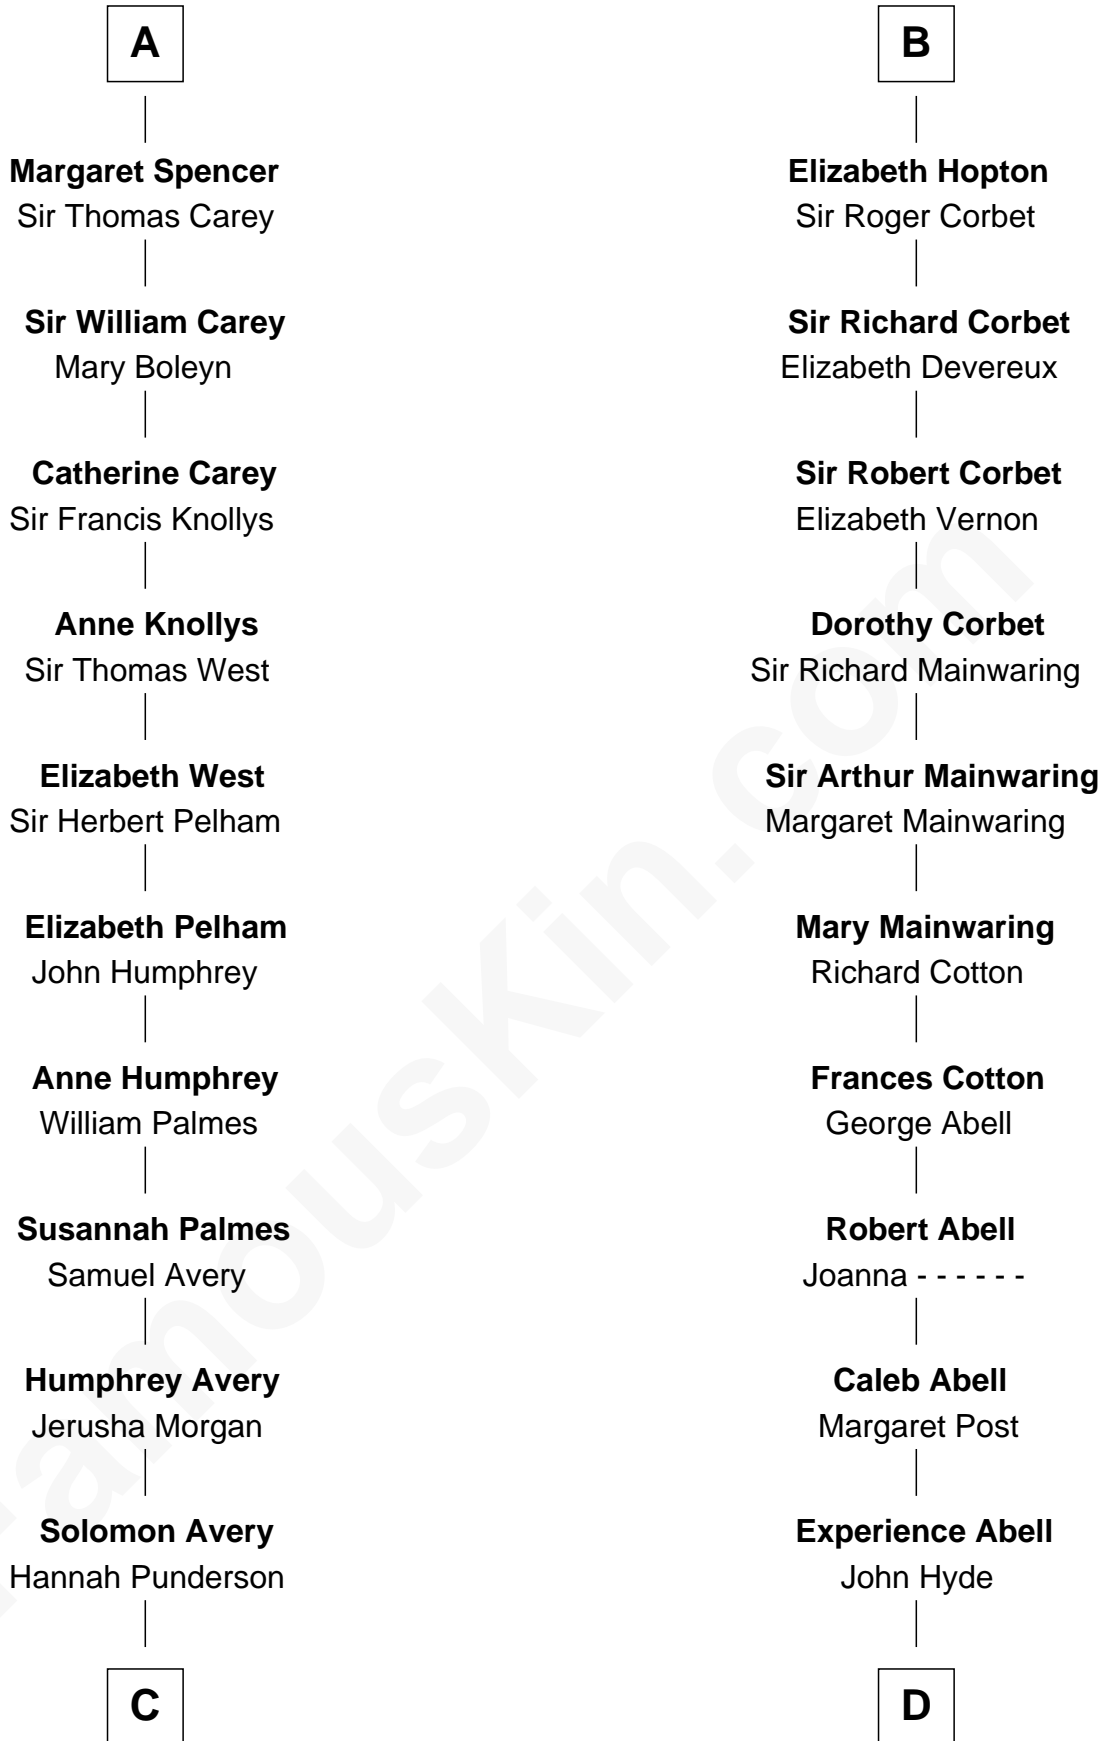 A
Margaret Spencer
Sir Thomas Carey
Sir William Carey
Mary Boleyn
Catherine Carey
Sir Francis Knollys
Anne Knollys
Sir Thomas West
Elizabeth West
Sir Herbert Pelham
Elizabeth Pelham
John Humphrey
Anne Humphrey
William Palmes
Susannah Palmes
Samuel Avery
Humphrey Avery
Jerusha Morgan
Solomon Avery
Hannah Punderson
C
B
Elizabeth Hopton
Sir Roger Corbet
Sir Richard Corbet
Elizabeth Devereux
Sir Robert Corbet
Elizabeth Vernon
Dorothy Corbet
Sir Richard Mainwaring
Sir Arthur Mainwaring
Margaret Mainwaring
Mary Mainwaring
Richard Cotton
Frances Cotton
George Abell
Robert Abell
Joanna - - - - - -
Caleb Abell
Margaret Post
Experience Abell
John Hyde
D
FamousKin.com